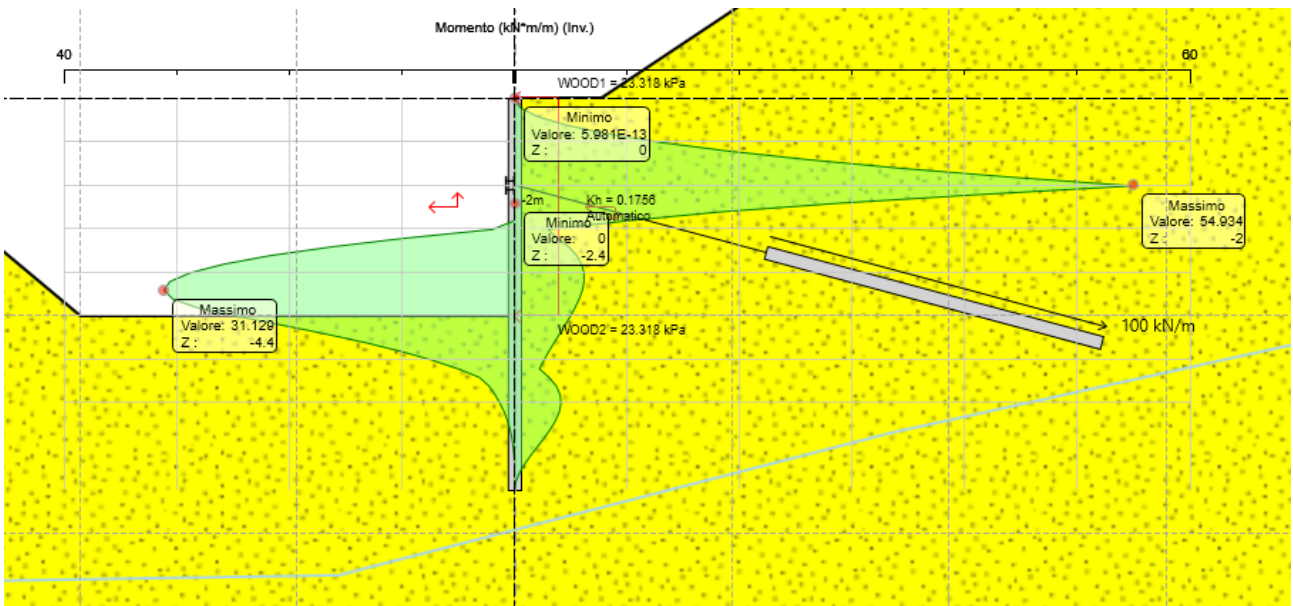 Momento (kN*m/m) (Inv.)
40
60
WOOD1 = 23.318 kPa
Minimo
Valore: 5.981E-13
Z : 0
-2m
Kh = 0.1756
Automatico
Massimo
Valore: 54.934
Z : -2
Minimo
Valore: 0
Z : -2.4
Massimo
Valore: 31.129
Z : -4.4
WOOD2 = 23.318 kPa
100 kN/m